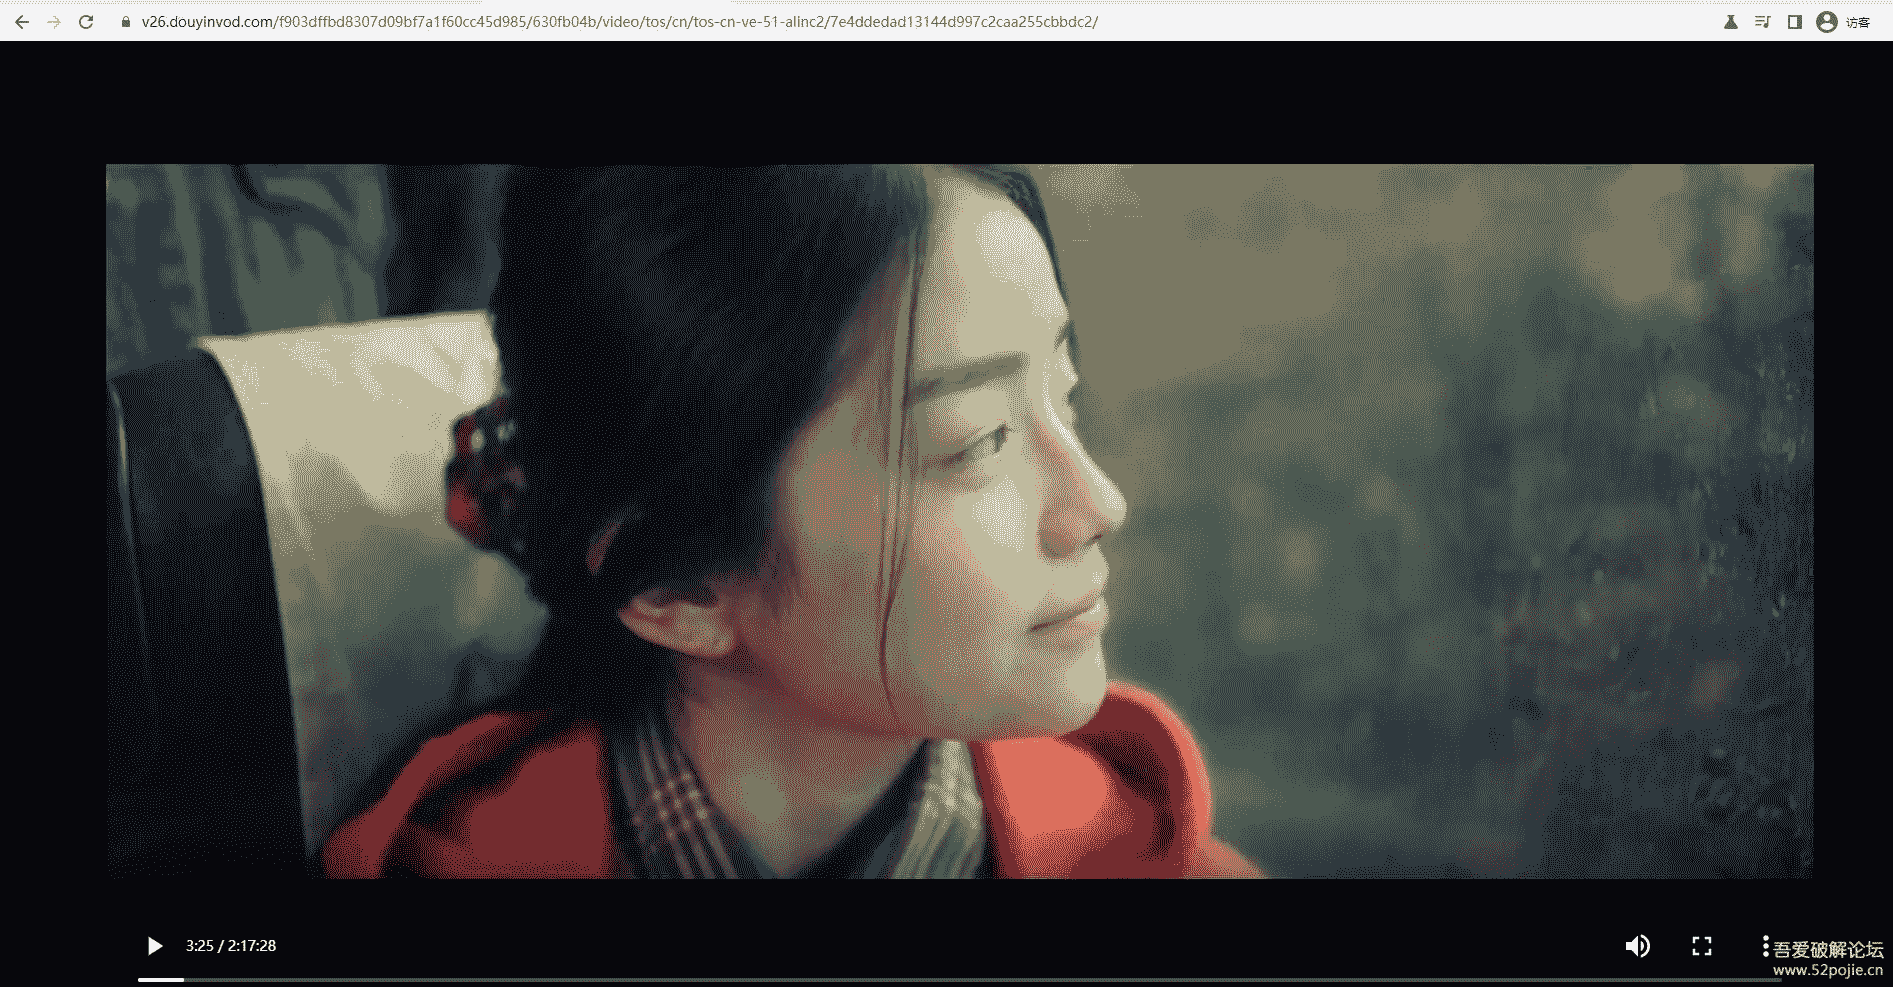 v26.douyinvod.com/f903dffbd8307d09bf7a1f60cc45d985/630fb04b/video/tos/cn/tos-cn-ve-51-alinc2/7e4ddedad13144d997c2caa255cbbdc2/
访客
3:25 / 2:17:28
吾爱破解论坛
www.52pojie.cn